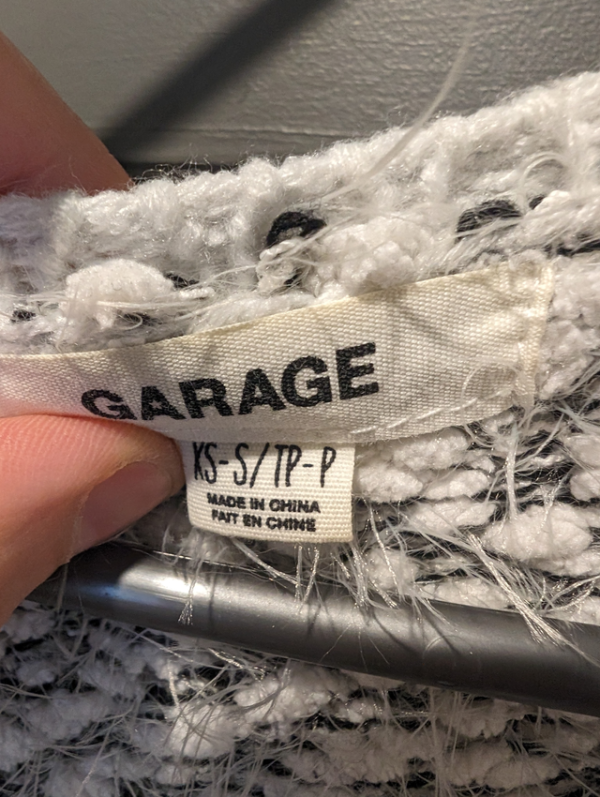 GARAGE
XS-S/TP-P
MADE IN CHINA
FAIT EN CHINE